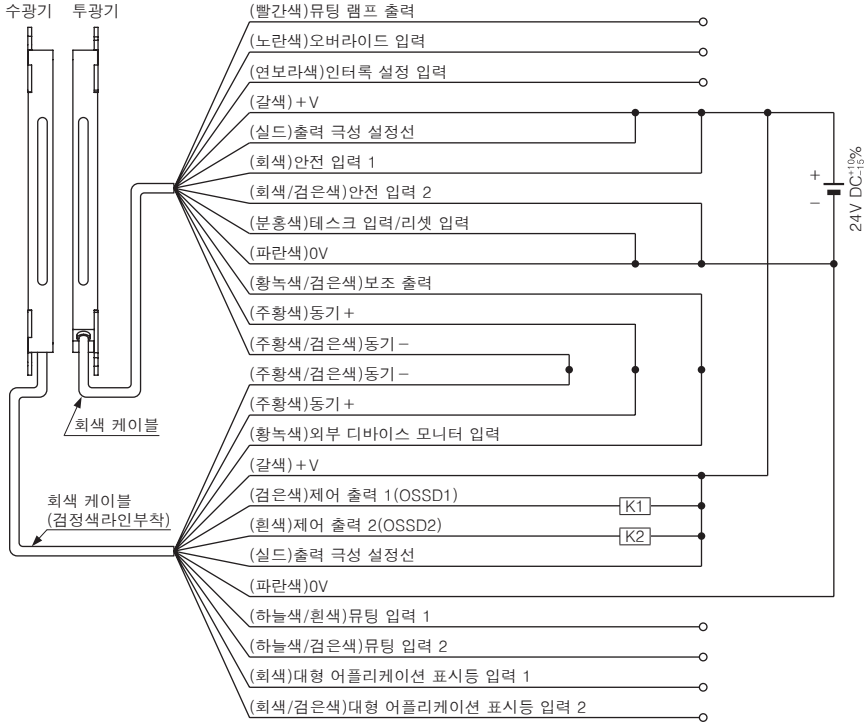 수광기 투광기
(빨간색)뮤팅 램프 출력
(노란색)오버라이드 입력
(연보라색)인터록 설정 입력
(갈색)+V
(실드)출력 극성 설정선
(회색)안전 입력 1
(회색/검은색)안전 입력 2
(분홍색)테스크 입력/리셋 입력
(파란색)0V
(황녹색/검은색)보조 출력
(주황색)동기+
(주황색/검은색)동기-
(주황색/검은색)동기-
(주황색)동기+
(황녹색)외부 디바이스 모니터 입력
(갈색)+V
(검은색)제어 출력 1(OSSD1)
K1
(흰색)제어 출력 2(OSSD2)
K2
(실드)출력 극성 설정선
(파란색)0V
(하늘색/흰색)뮤팅 입력 1
(하늘색/검은색)뮤팅 입력 2
(회색)대형 어플리케이션 표시등 입력 1
(회색/검은색)대형 어플리케이션 표시등 입력 2
회색 케이블
회색 케이블
(검정색라인부착)
+
-
24V DC +10 -15 %